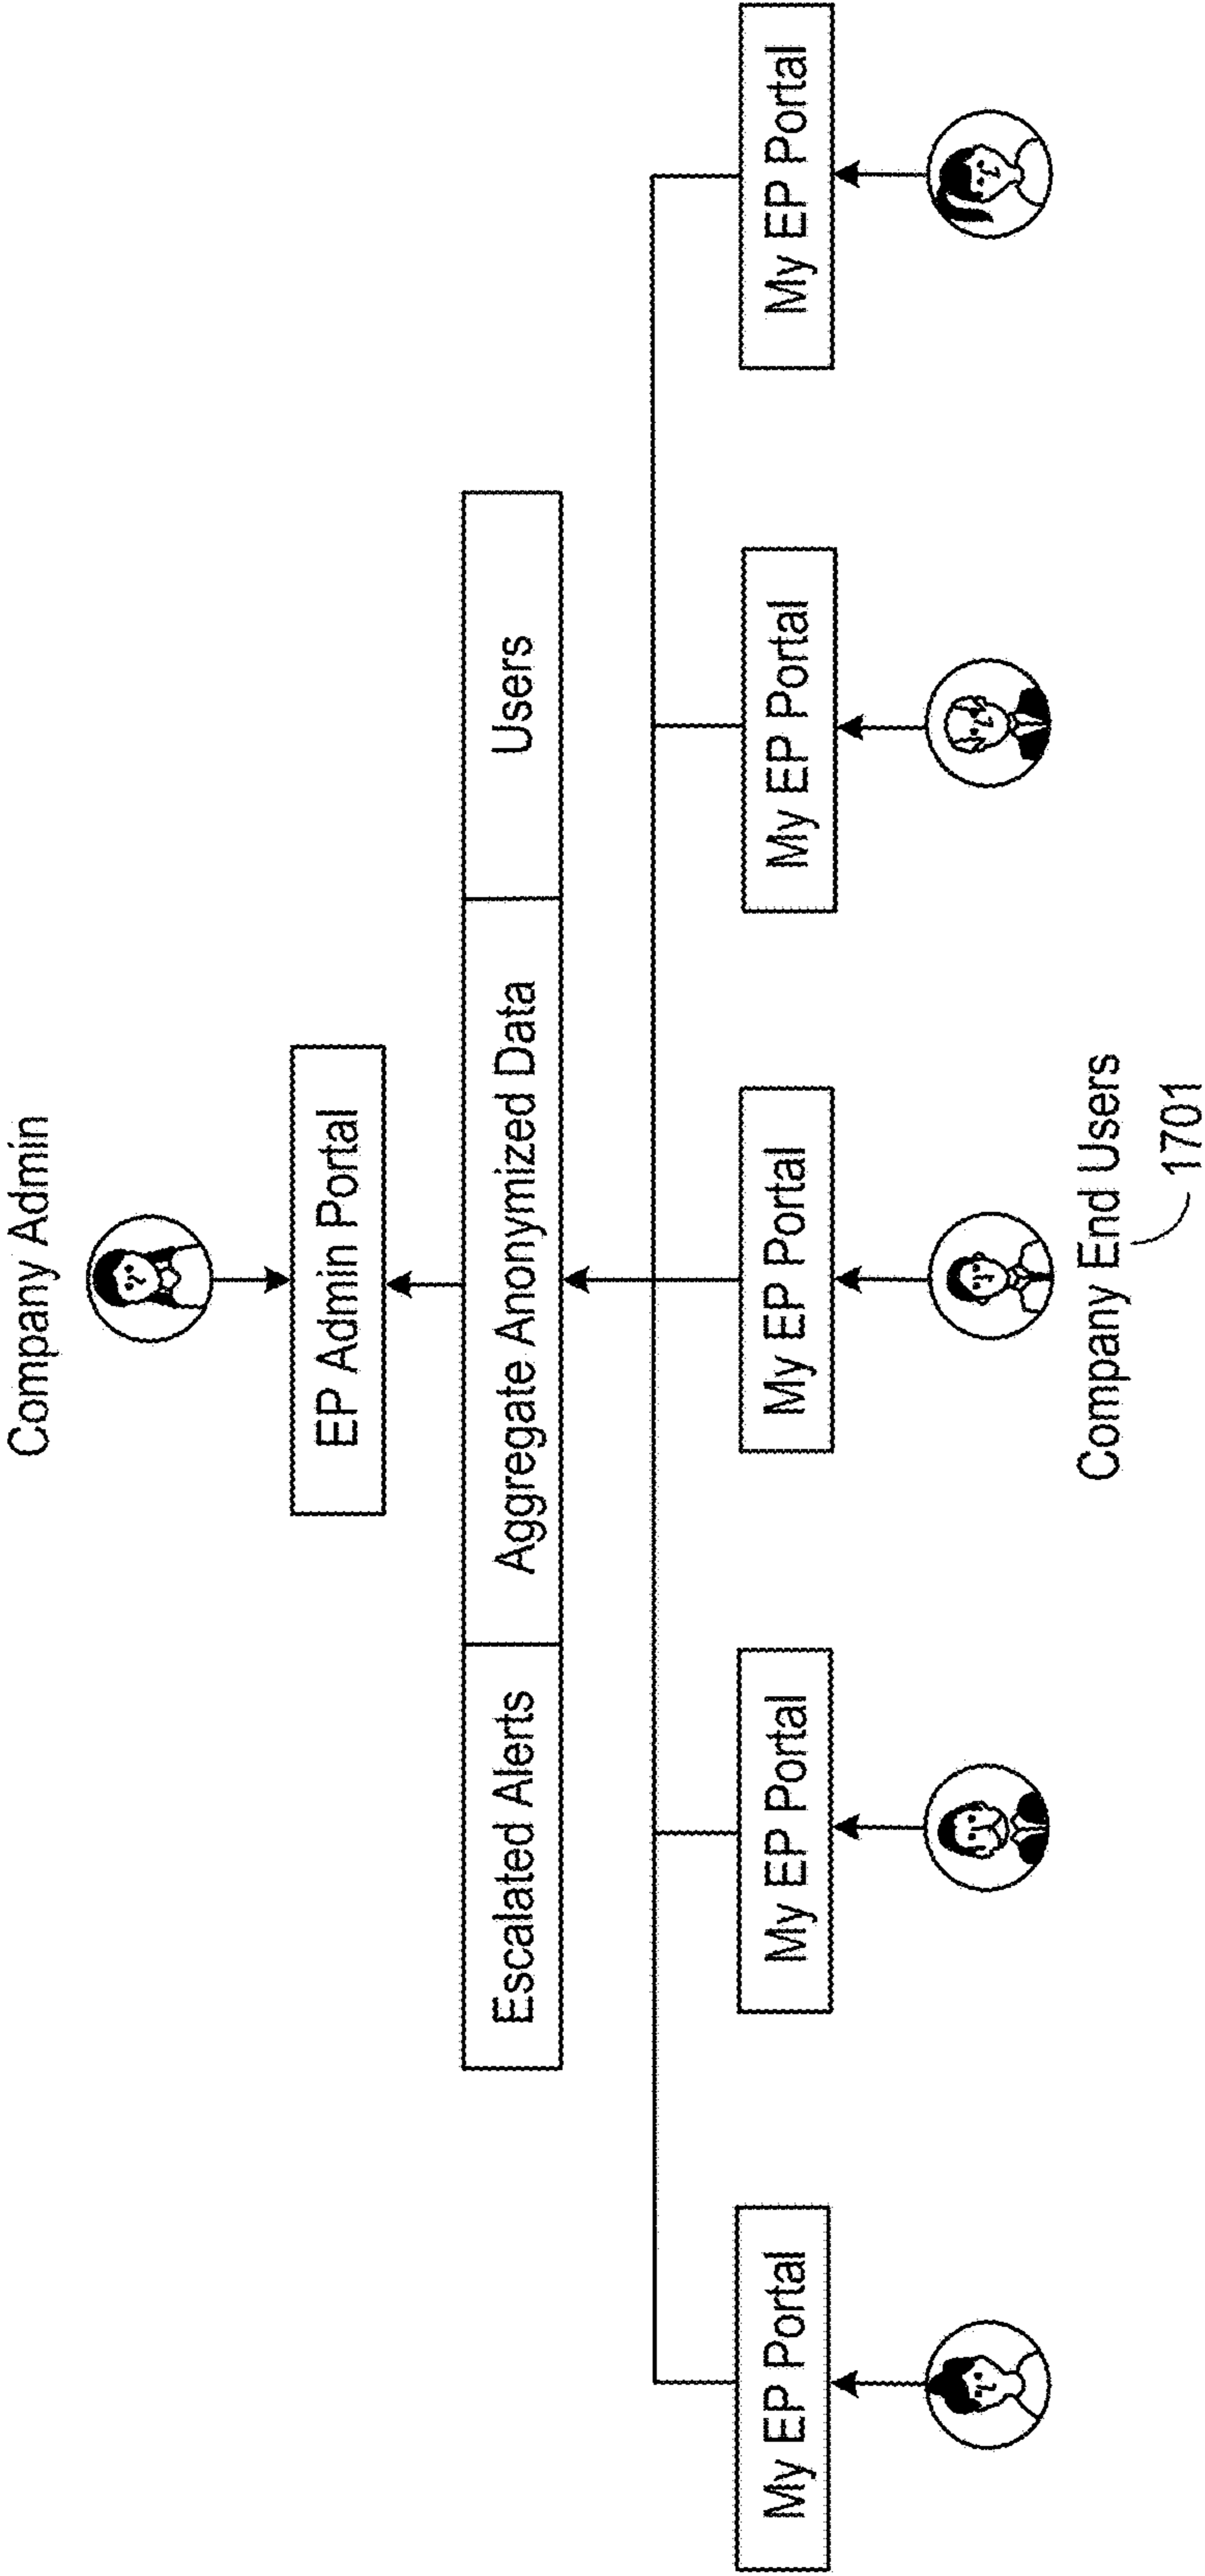 Company Admin
EP Admin Portal
Escalated Alerts
Aggregate Anonymized Data
Users
My EP Portal
My EP Portal
My EP Portal
My EP Portal
My EP Portal
Company End Users
1701